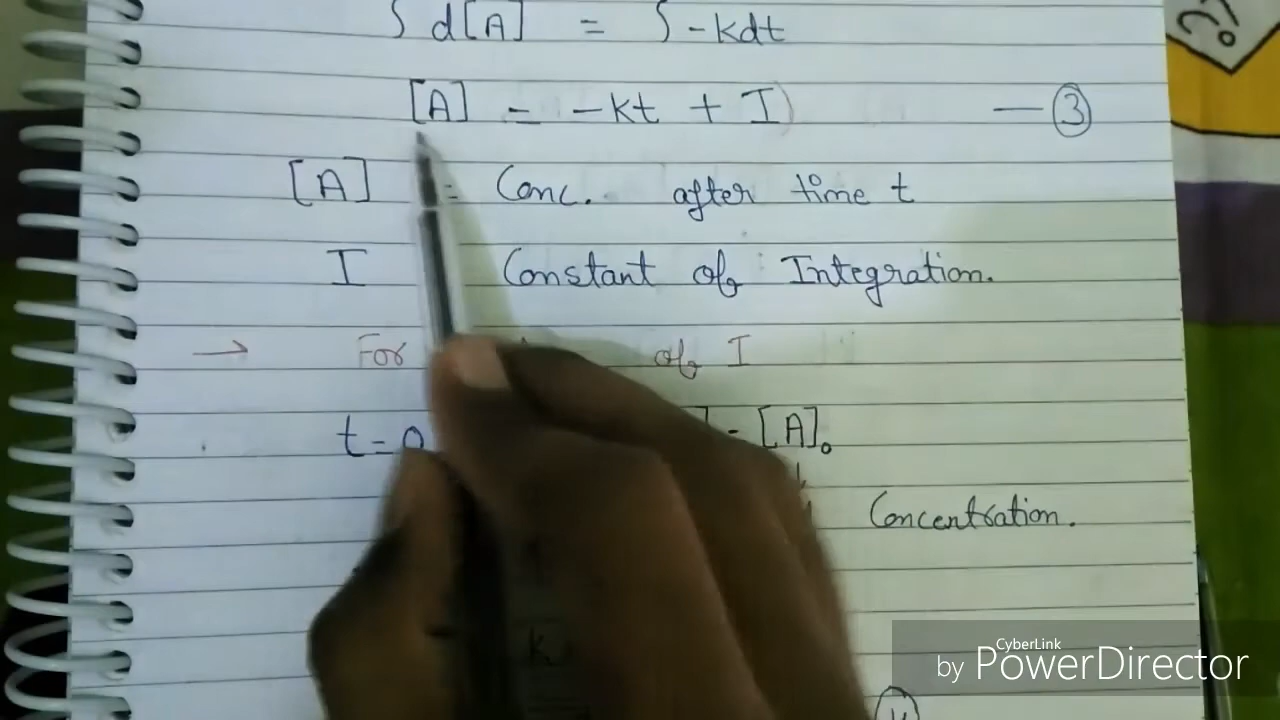 ∫ d[A] = ∫ -kdt
[A] = -kt + I — ③
[A] = Conc. after time t
I Constant of Integration.
→ For of I
t = 0 ] = [A]₀
Concentration.
k
CyberLink
by PowerDirector